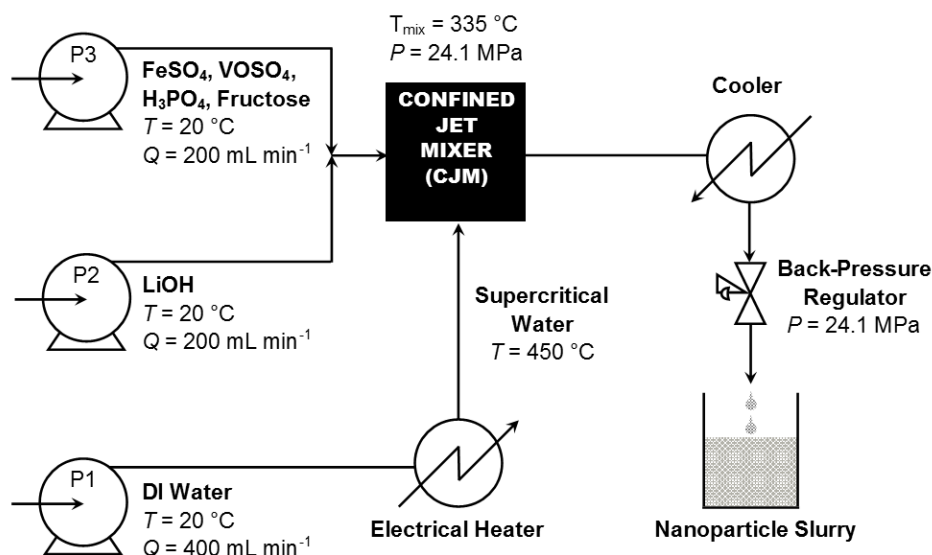 P3
FeSO₄, VOSO₄,
H₃PO₄, Fructose
T = 20 °C
Q = 200 mL min⁻¹
T_mix = 335 °C
P = 24.1 MPa
CONFINED
JET
MIXER
(CJM)
Cooler
P2
LiOH
T = 20 °C
Q = 200 mL min⁻¹
Supercritical
Water
T = 450 °C
Back-Pressure
Regulator
P = 24.1 MPa
P1
DI Water
T = 20 °C
Q = 400 mL min⁻¹
Electrical Heater
Nanoparticle Slurry